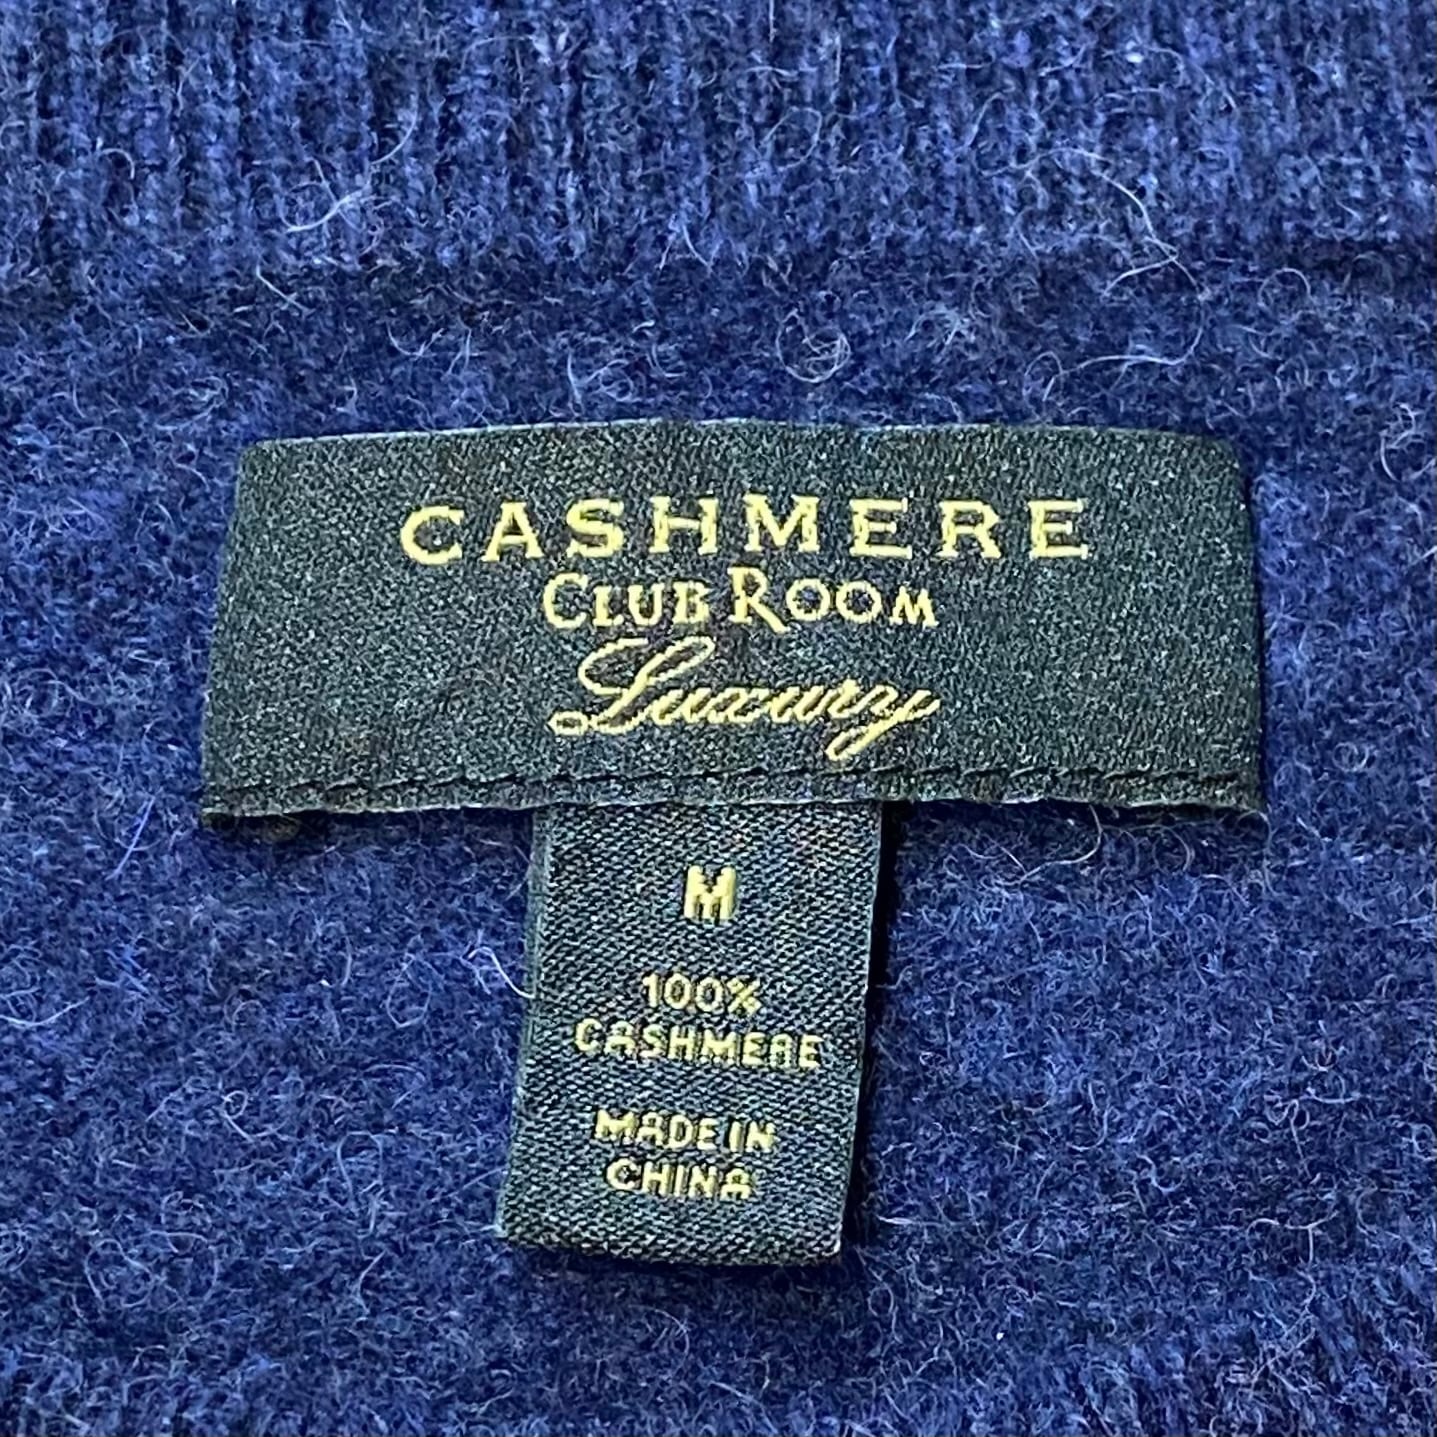 CASHMERE
CLUB ROOM
Luxury
M
100%
CASHMERE
MADE IN
CHINA